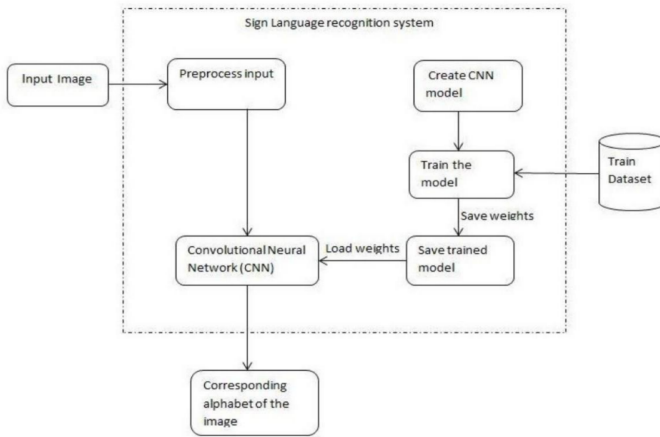 Sign Language recognition system
Input Image
Preprocess input
Create CNN
model
Train the
model
Train
Dataset
Save weights
Convolutional Neural
Network (CNN)
Load weights
Save trained
model
Corresponding
alphabet of the
image